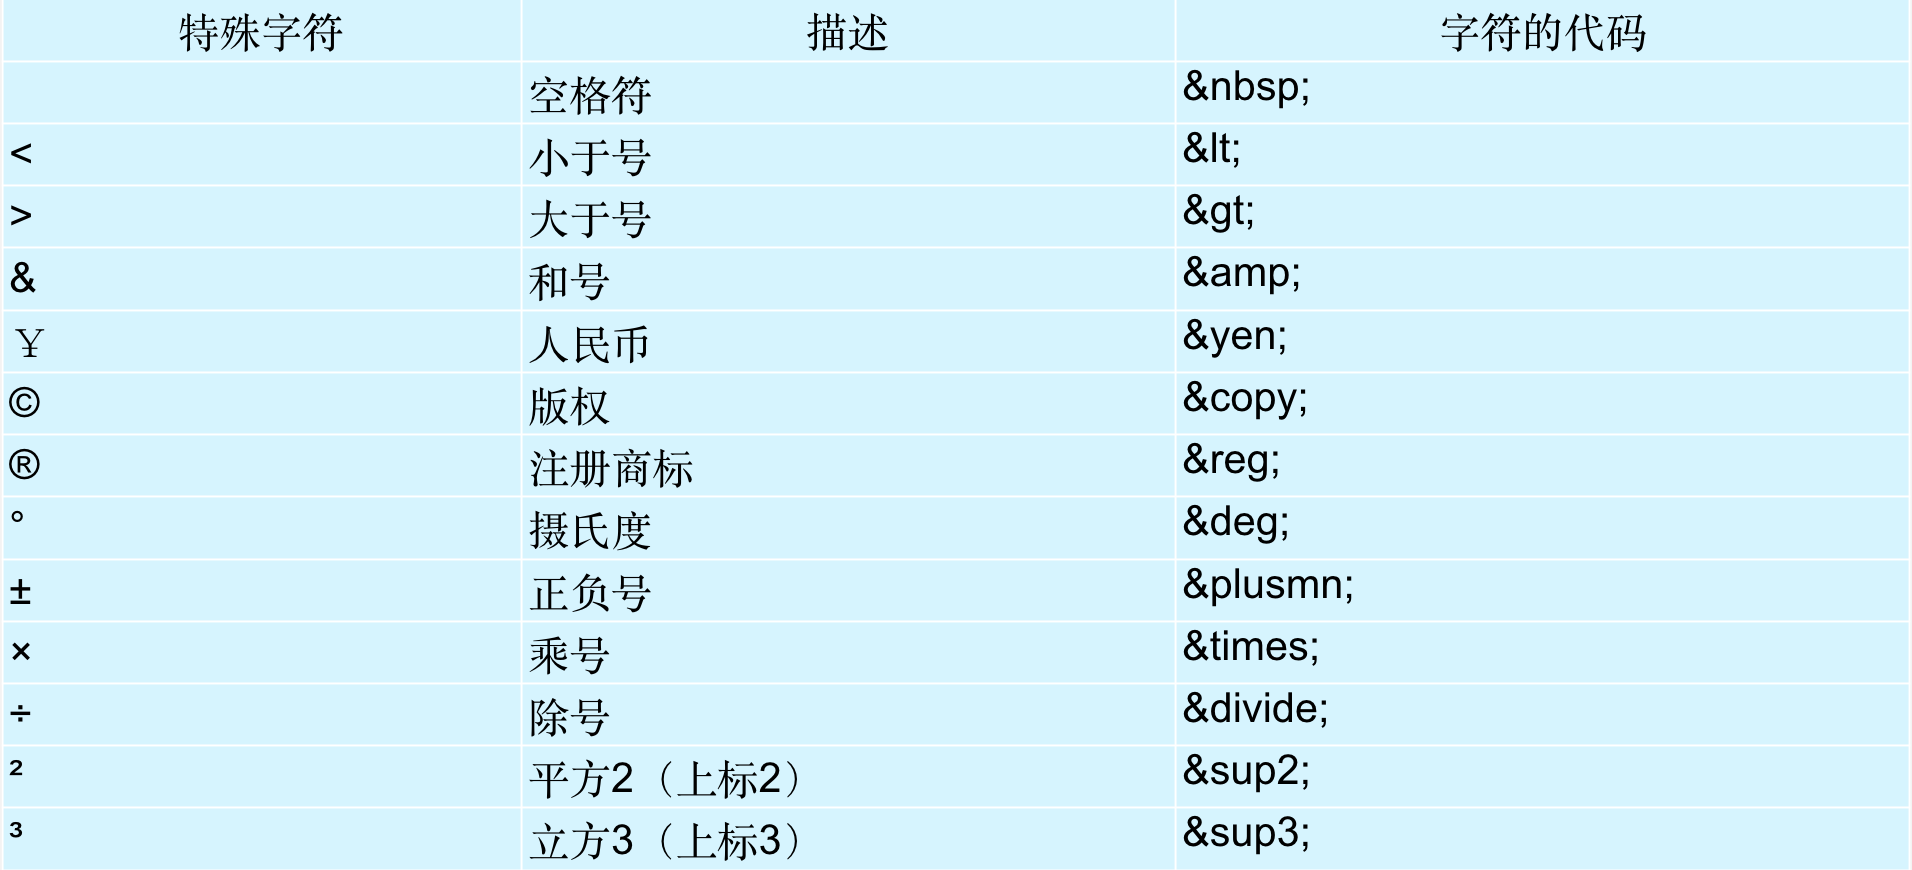 特殊字符 描述 字符的代码
空格符 &nbsp;
< 小于号 &lt;
> 大于号 &gt;
& 和号 &amp;
￥ 人民币 &yen;
© 版权 &copy;
® 注册商标 &reg;
° 摄氏度 &deg;
± 正负号 &plusmn;
× 乘号 &times;
÷ 除号 &divide;
² 平方2（上标2） &sup2;
³ 立方3（上标3） &sup3;